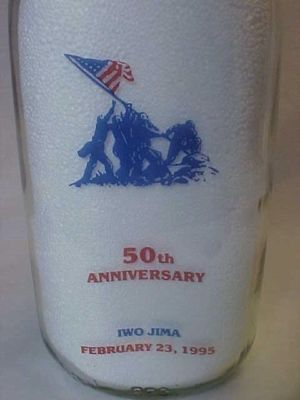 50th
ANNIVERSARY
IWO JIMA
FEBRUARY 23, 1995